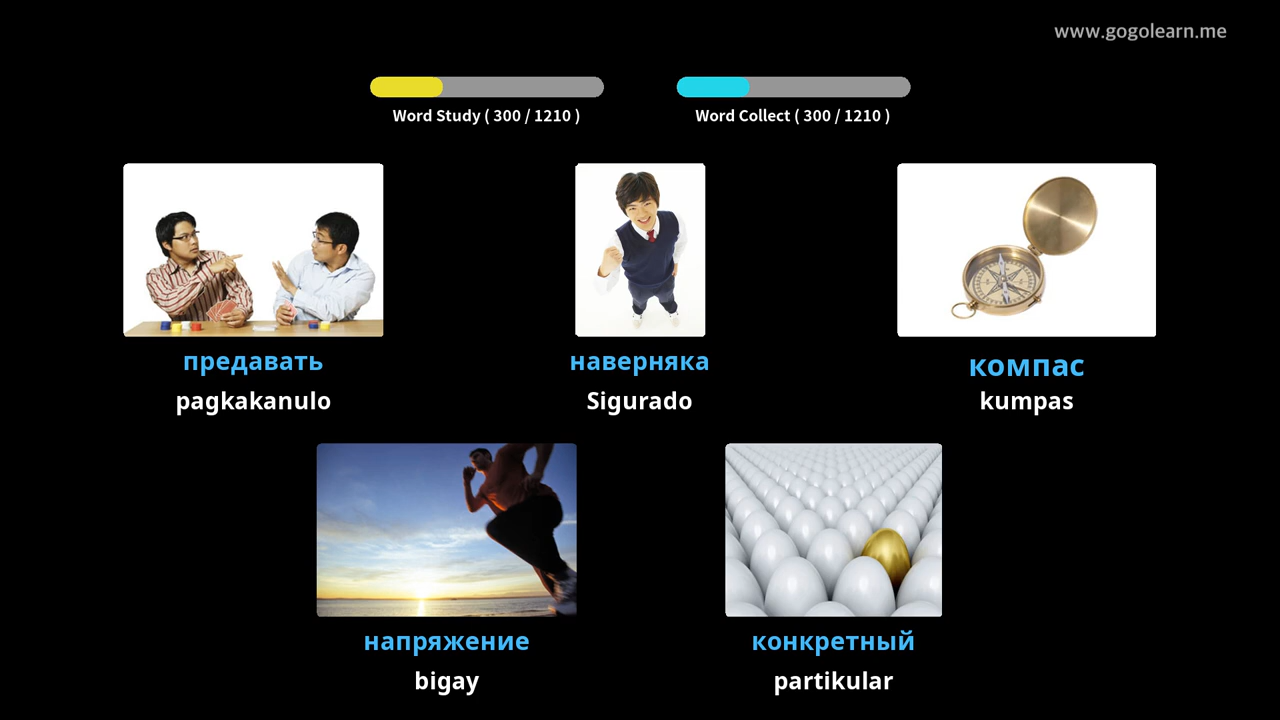 www.gogolearn.me
Word Study ( 300 / 1210 )
Word Collect ( 300 / 1210 )
предавать
pagkakanulo
наверняка
Sigurado
компас
kumpas
напряжение
bigay
конкретный
partikular